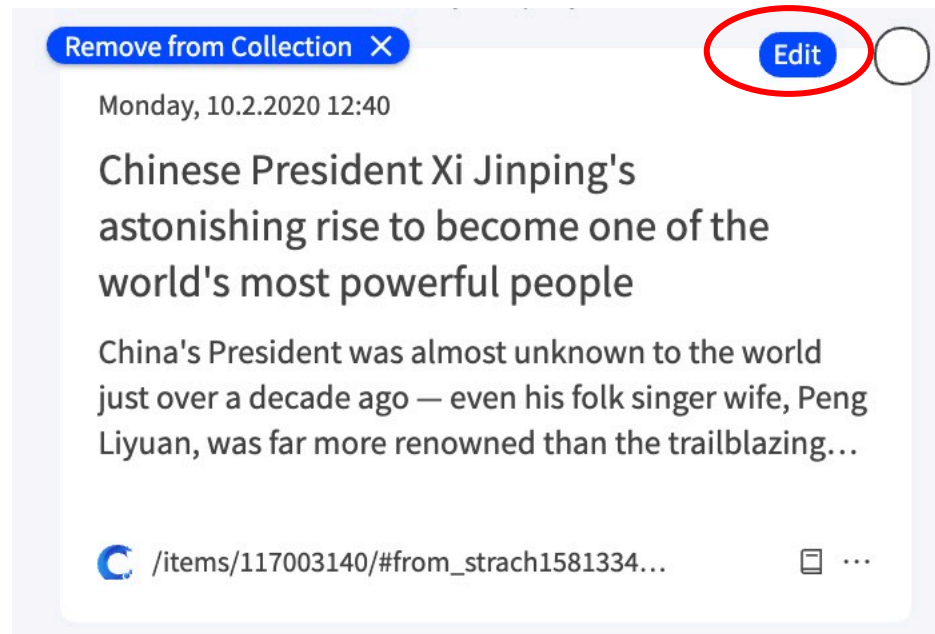 Remove from Collection ×
Edit
Monday, 10.2.2020 12:40
Chinese President Xi Jinping's
astonishing rise to become one of the
world's most powerful people
China's President was almost unknown to the world
just over a decade ago — even his folk singer wife, Peng
Liyuan, was far more renowned than the trailblazing...
/items/117003140/#from_strach1581334...